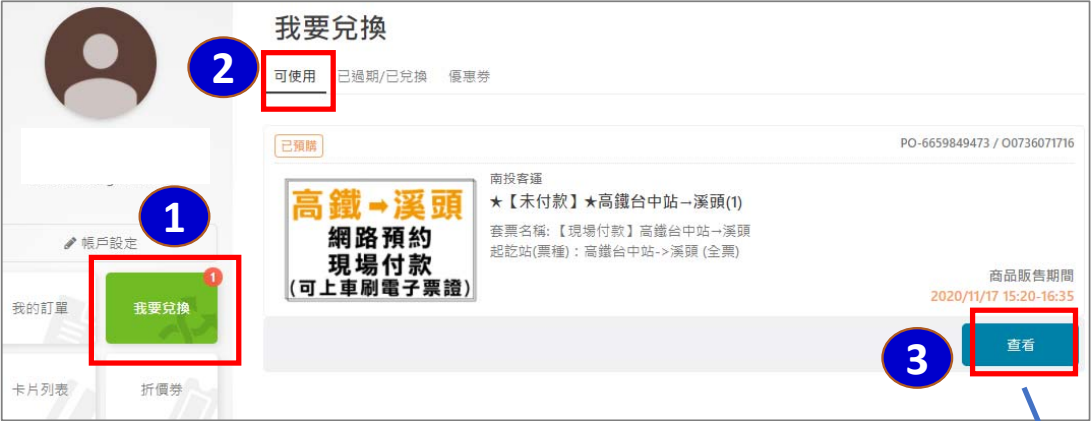 我要兌換
2
可使用 已過期/已兌換 優惠券
已預購
PO-6659849473 / O0736071716
高鐵➡溪頭
網路預約
現場付款
(可上車刷電子票證)
南投客運
★【未付款】★高鐵台中站→溪頭(1)
套票名稱:【現場付款】高鐵台中站→溪頭
起訖站(票種)：高鐵台中站->溪頭 (全票)
商品販售期間
2020/11/17 15:20-16:35
3
查看
1
帳戶設定
我的訂單
我要兌換
1
卡片列表
折價券